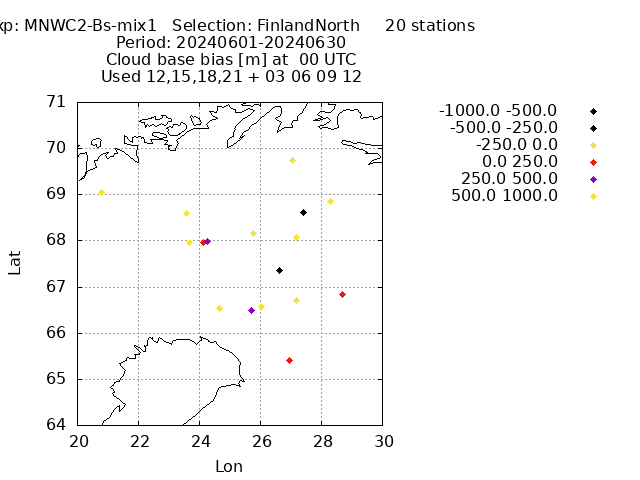 xp: MNWC2-Bs-mix1 Selection: FinlandNorth 20 stations
Period: 20240601-20240630
Cloud base bias [m] at 00 UTC
Used 12,15,18,21 + 03 06 09 12
71
70
69
68
67
66
65
64
Lat
20 22 24 26 28 30
Lon
-1000.0 -500.0
-500.0 -250.0
-250.0 0.0
0.0 250.0
250.0 500.0
500.0 1000.0